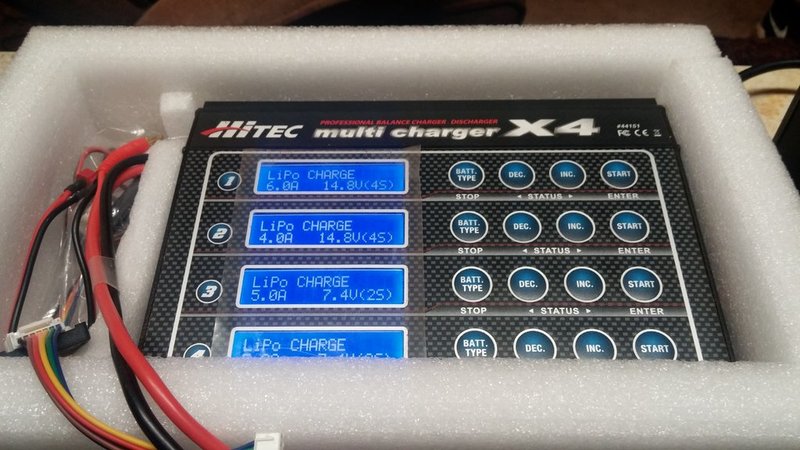 PROFESSIONAL BALANCE CHARGER DISCHARGER
HiTEC multi charger X4
#44151
FC CE
1
LiPo CHARGE
6.0A 14.8V(4S)
BATT. TYPE DEC. INC. START
STOP ◄ STATUS ► ENTER
2
LiPo CHARGE
4.0A 14.8V(4S)
BATT. TYPE DEC. INC. START
STOP ◄ STATUS ► ENTER
3
LiPo CHARGE
5.0A 7.4V(2S)
BATT. TYPE DEC. INC. START
STOP ◄ STATUS ► ENTER
4
LiPo CHARGE
BATT. TYPE DEC. INC. START